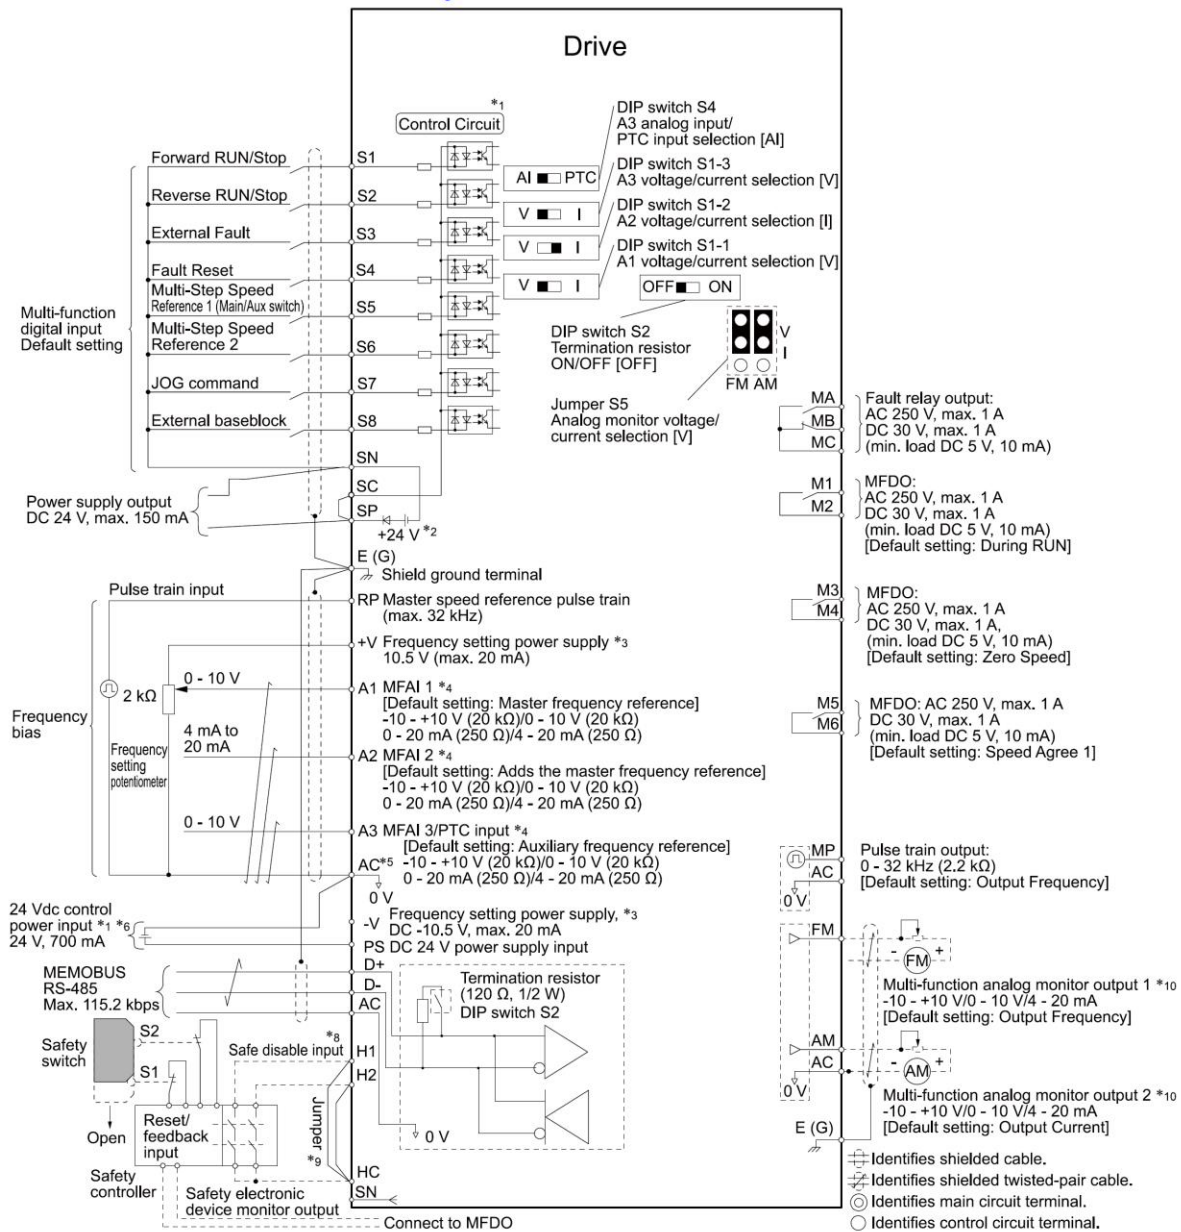 Drive
*1
Control Circuit
DIP switch S4
A3 analog input/
PTC input selection [AI]
AI PTC
DIP switch S1-3
A3 voltage/current selection [V]
V I
DIP switch S1-2
A2 voltage/current selection [I]
V I
DIP switch S1-1
A1 voltage/current selection [V]
V I
OFF ON
DIP switch S2
Termination resistor
ON/OFF [OFF]
V
I
FM AM
Jumper S5
Analog monitor voltage/
current selection [V]
Multi-function
digital input
Default setting
Forward RUN/Stop
S1
Reverse RUN/Stop
S2
External Fault
S3
Fault Reset
S4
Multi-Step Speed
Reference 1 (Main/Aux switch)
S5
Multi-Step Speed
Reference 2
S6
JOG command
S7
External baseblock
S8
SN
SC
SP
Power supply output
DC 24 V, max. 150 mA
+24 V *2
E (G)
Shield ground terminal
Pulse train input
RP Master speed reference pulse train
(max. 32 kHz)
+V Frequency setting power supply *3
10.5 V (max. 20 mA)
Frequency
bias
2 kΩ
0 - 10 V
A1 MFAI 1 *4
[Default setting: Master frequency reference]
-10 - +10 V (20 kΩ)/0 - 10 V (20 kΩ)
0 - 20 mA (250 Ω)/4 - 20 mA (250 Ω)
4 mA to
20 mA
Frequency
setting
potentiometer
A2 MFAI 2 *4
[Default setting: Adds the master frequency reference]
-10 - +10 V (20 kΩ)/0 - 10 V (20 kΩ)
0 - 20 mA (250 Ω)/4 - 20 mA (250 Ω)
0 - 10 V
A3 MFAI 3/PTC input *4
[Default setting: Auxiliary frequency reference]
AC*5 -10 - +10 V (20 kΩ)/0 - 10 V (20 kΩ)
0 - 20 mA (250 Ω)/4 - 20 mA (250 Ω)
0 V
24 Vdc control
power input *1 *6
24 V, 700 mA
-V Frequency setting power supply, *3
DC -10.5 V, max. 20 mA
PS DC 24 V power supply input
MEMOBUS
RS-485
Max. 115.2 kbps
D+
D-
AC
Termination resistor
(120 Ω, 1/2 W)
DIP switch S2
0 V
Safety
switch
S2
S1
Open
Safe disable input
*8
H1
H2
Jumper
*9
HC
SN
Reset/
feedback
input
Safety
controller
Safety electronic
device monitor output
Connect to MFDO
MA
MB
MC
Fault relay output:
AC 250 V, max. 1 A
DC 30 V, max. 1 A
(min. load DC 5 V, 10 mA)
M1
M2
MFDO:
AC 250 V, max. 1 A
DC 30 V, max. 1 A
(min. load DC 5 V, 10 mA)
[Default setting: During RUN]
M3
M4
MFDO:
AC 250 V, max. 1 A
DC 30 V, max. 1 A,
(min. load DC 5 V, 10 mA)
[Default setting: Zero Speed]
M5
M6
MFDO: AC 250 V, max. 1 A
DC 30 V, max. 1 A
(min. load DC 5 V, 10 mA)
[Default setting: Speed Agree 1]
MP
AC
0 V
Pulse train output:
0 - 32 kHz (2.2 kΩ)
[Default setting: Output Frequency]
FM
- FM +
Multi-function analog monitor output 1 *10
-10 - +10 V/0 - 10 V/4 - 20 mA
[Default setting: Output Frequency]
AM
AC
0 V
- AM +
Multi-function analog monitor output 2 *10
-10 - +10 V/0 - 10 V/4 - 20 mA
[Default setting: Output Current]
E (G)
Identifies shielded cable.
Identifies shielded twisted-pair cable.
Identifies main circuit terminal.
Identifies control circuit terminal.